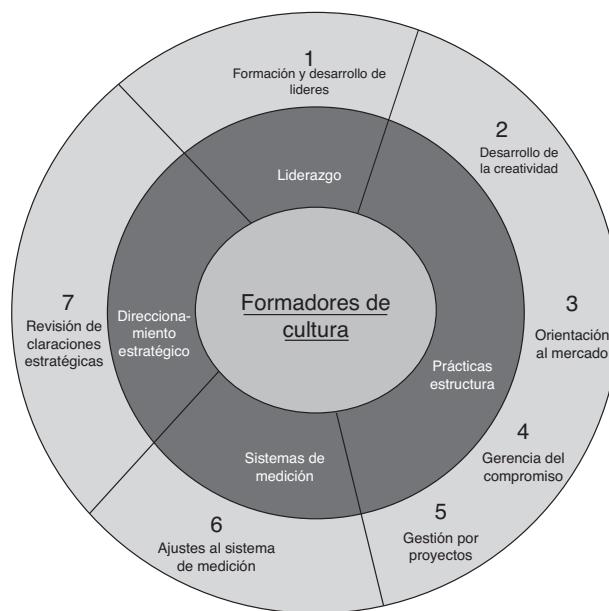 1
Formación y desarrollo de
lideres
2
Desarrollo de
la creatividad
3
Orientación
al mercado
4
Gerencia del
compromiso
5
Gestión por
proyectos
6
Ajustes al sistema
de medición
7
Revisión de
claraciones
estratégicas
Liderazgo
Prácticas
estructura
Sistemas de
medición
Direcciona-
miento
estratégico
Formadores de
cultura